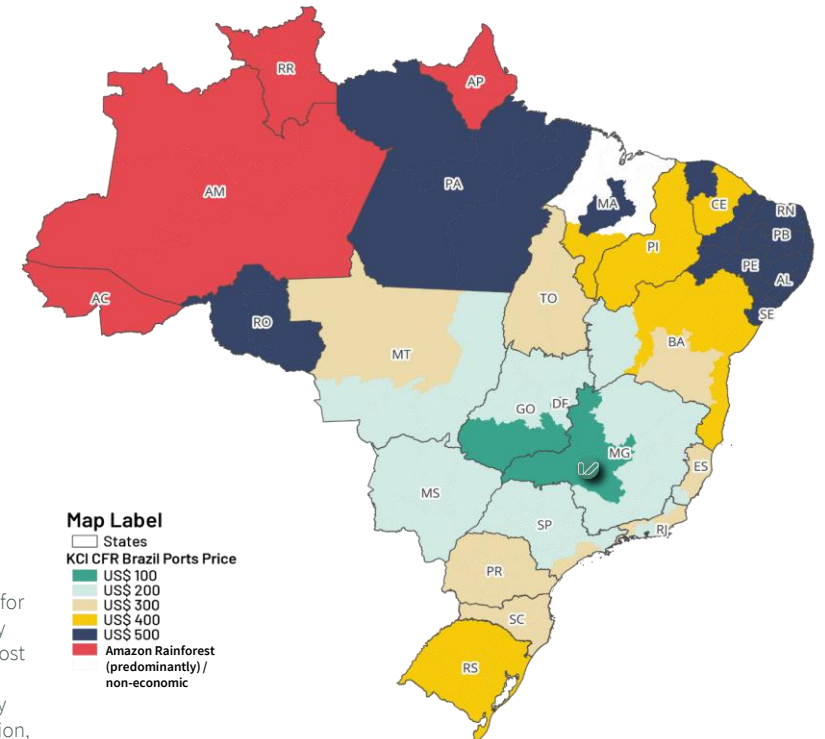 RR
AP
AM
PA
MA
CE
RN
PB
PI
PE
AL
AC
TO
SE
RO
BA
MT
GO
DF
MG
ES
MS
SP
RJ
PR
SC
RS
Map Label
States
KCI CFR Brazil Ports Price
US$ 100
US$ 200
US$ 300
US$ 400
US$ 500
Amazon Rainforest
(predominantly) /
non-economic
for
y
ost
y
ion,